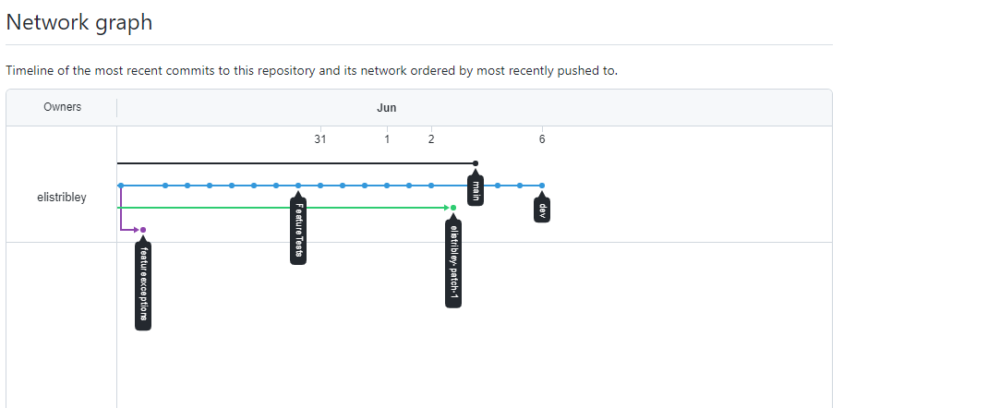 Network graph
Timeline of the most recent commits to this repository and its network ordered by most recently pushed to.
Owners
Jun
31
1
2
6
elistribley
main
dev
Feature Tests
elistribley-patch-1
feature exceptions